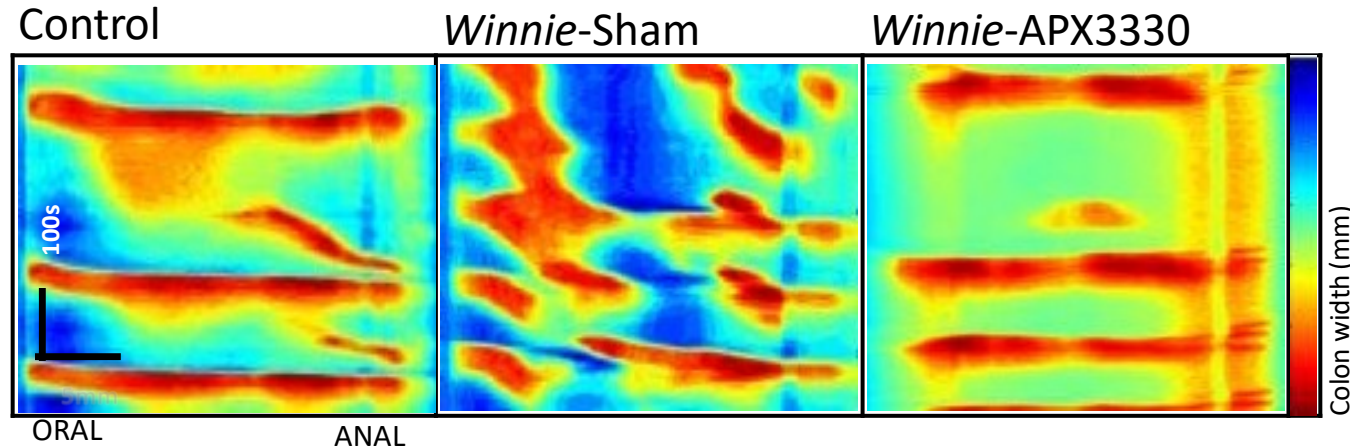 Control
Winnie-Sham
Winnie-APX3330
100s
Colon width (mm)
ORAL
ANAL